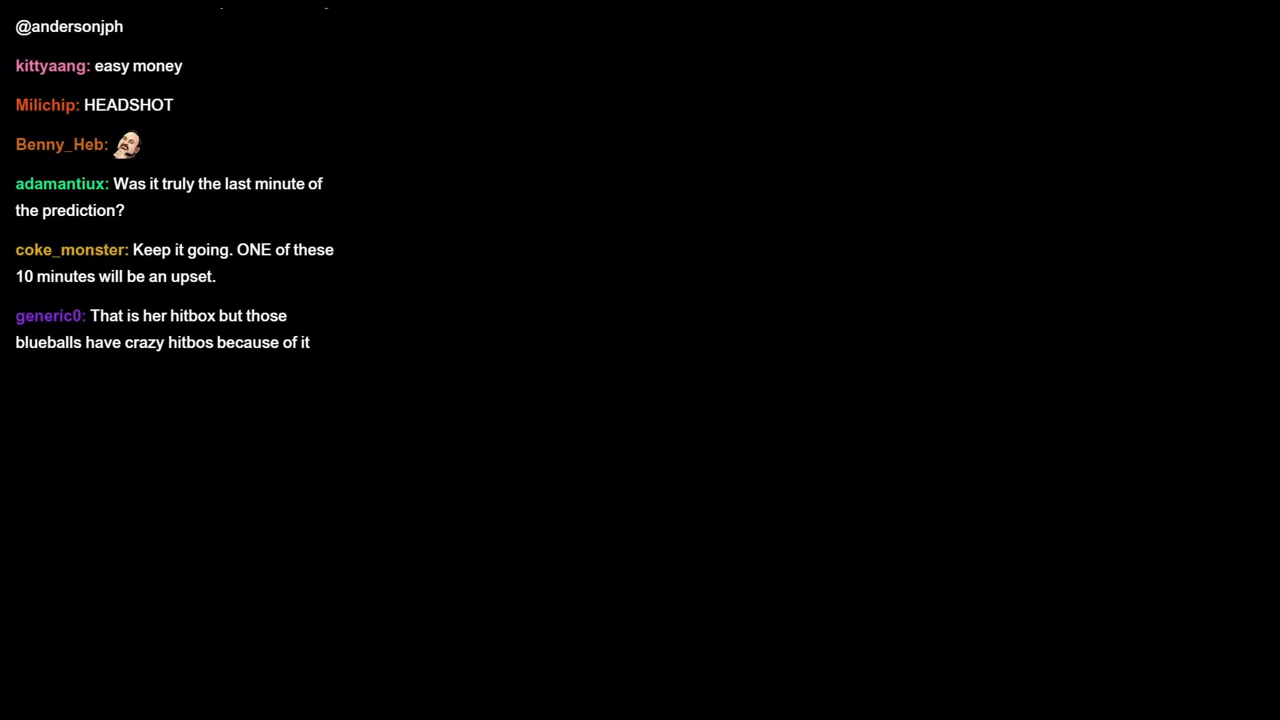 @andersonjph
kittyaang: easy money
Milichip: HEADSHOT
Benny_Heb:
adamantiux: Was it truly the last minute of
the prediction?
coke_monster: Keep it going. ONE of these
10 minutes will be an upset.
generic0: That is her hitbox but those
blueballs have crazy hitbos because of it